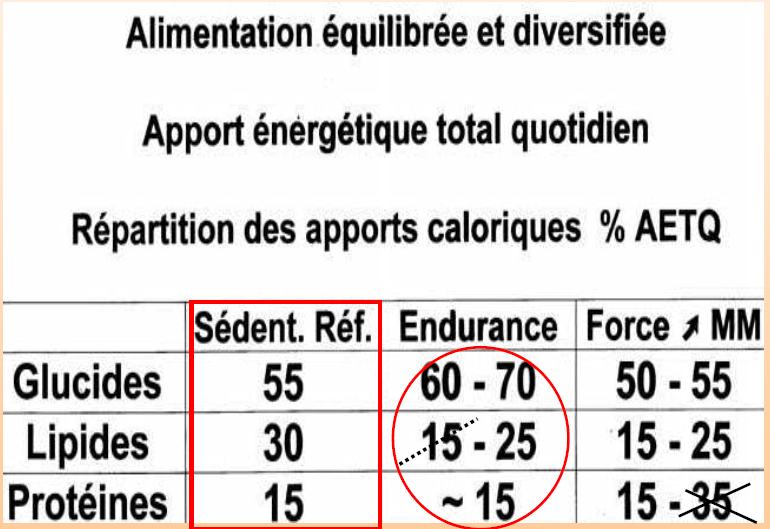 Alimentation équilibrée et diversifiée
Apport énergétique total quotidien
Répartition des apports caloriques % AETQ
Sédent. Réf. Endurance Force ↗ MM
Glucides 55 60 - 70 50 - 55
Lipides 30 15 - 25 15 - 25
Protéines 15 ~ 15 15 - 35